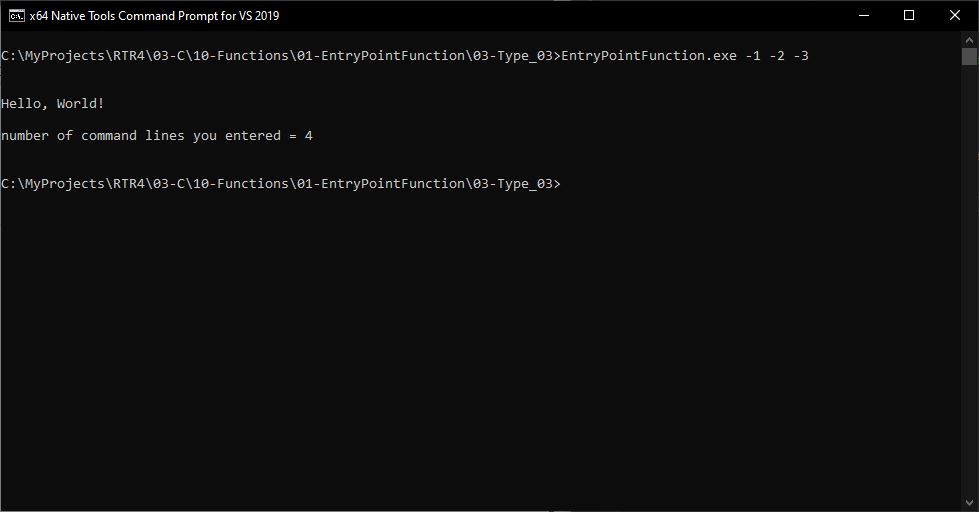 x64 Native Tools Command Prompt for VS 2019
C:\MyProjects\RTR4\03-C\10-Functions\01-EntryPointFunction\03-Type_03>EntryPointFunction.exe -1 -2 -3
Hello, World!
number of command lines you entered = 4
C:\MyProjects\RTR4\03-C\10-Functions\01-EntryPointFunction\03-Type_03>